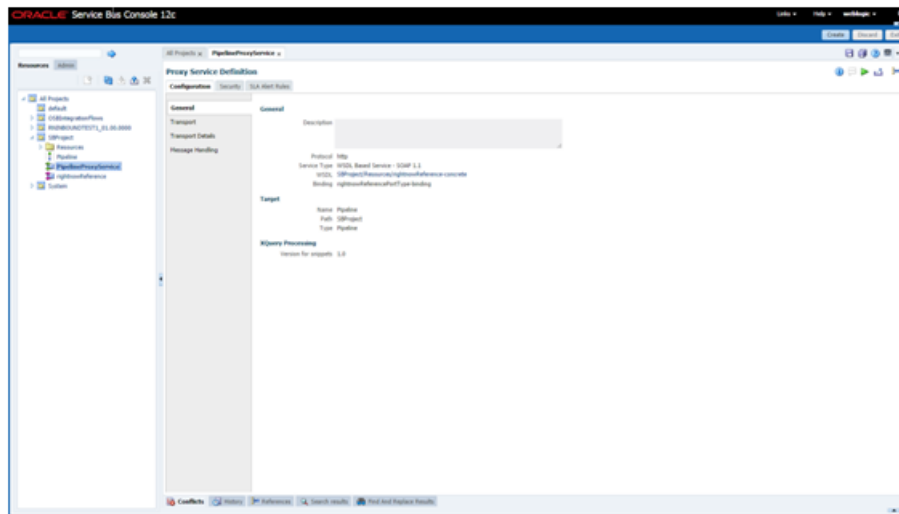 ORACLE Service Bus Console 12c
Links Help weblogic
Create Discard
All Projects PipelineProxyService
Resources Admin
Proxy Service Definition
Configuration Security SLA Alert Rules
All Projects
default
OSBIntegrationFlows
SBProject
Resources
Pipeline
PipelineProxyService
rightnowReference
System
General
Transport
Transport Details
Message Handling
General
Description
Protocol http
Service Type WSDL Based Service - SOAP 1.1
WSDL SBProject/Resources/rightnowReference-concrete
Binding rightnowReferencePortType-binding
Target
Name Pipeline
Path SBProject
Type Pipeline
XQuery Processing
Version for snippets 1.0
Conflicts History References Search results Find And Replace Results